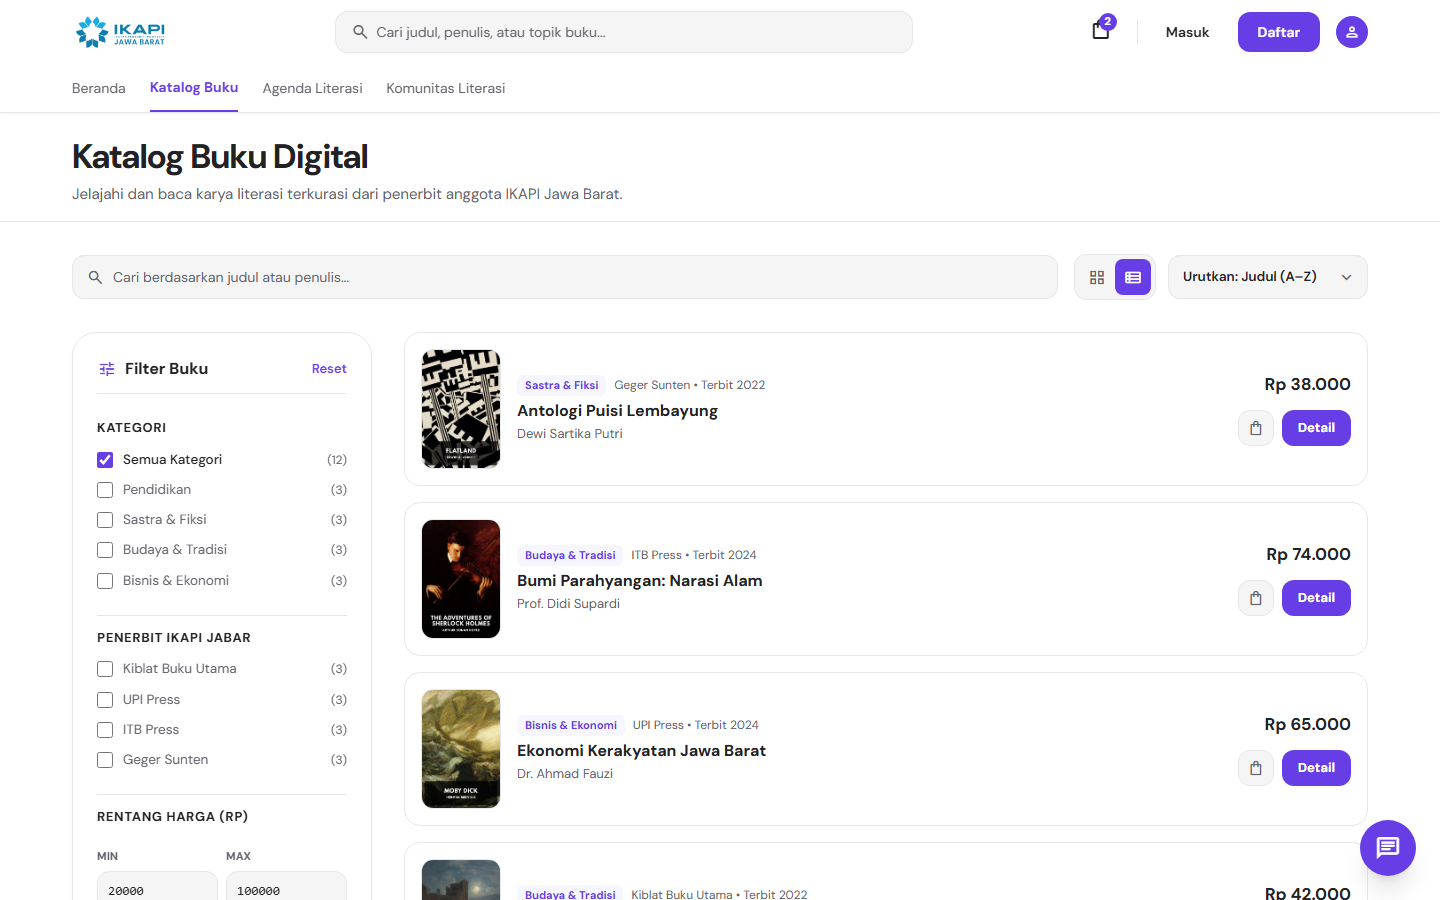 IKAPI
JAWA BARAT
Cari judul, penulis, atau topik buku...
2
Masuk
Daftar
Beranda
Katalog Buku
Agenda Literasi
Komunitas Literasi
Katalog Buku Digital
Jelajahi dan baca karya literasi terkurasi dari penerbit anggota IKAPI Jawa Barat.
Cari berdasarkan judul atau penulis...
Urutkan: Judul (A–Z)
Filter Buku
Reset
KATEGORI
Semua Kategori (12)
Pendidikan (3)
Sastra & Fiksi (3)
Budaya & Tradisi (3)
Bisnis & Ekonomi (3)
PENERBIT IKAPI JABAR
Kiblat Buku Utama (3)
UPI Press (3)
ITB Press (3)
Geger Sunten (3)
RENTANG HARGA (RP)
MIN
MAX
20000
100000
FLATLAND
Sastra & Fiksi
Geger Sunten • Terbit 2022
Antologi Puisi Lembayung
Dewi Sartika Putri
Rp 38.000
Detail
THE ADVENTURES OF
SHERLOCK HOLMES
ARTHUR CONAN DOYLE
Budaya & Tradisi
ITB Press • Terbit 2024
Bumi Parahyangan: Narasi Alam
Prof. Didi Supardi
Rp 74.000
Detail
MOBY DICK
HERMAN MELVILLE
Bisnis & Ekonomi
UPI Press • Terbit 2024
Ekonomi Kerakyatan Jawa Barat
Dr. Ahmad Fauzi
Rp 65.000
Detail
Budaya & Tradisi
Kiblat Buku Utama • Terbit 2022
Rp 42.000